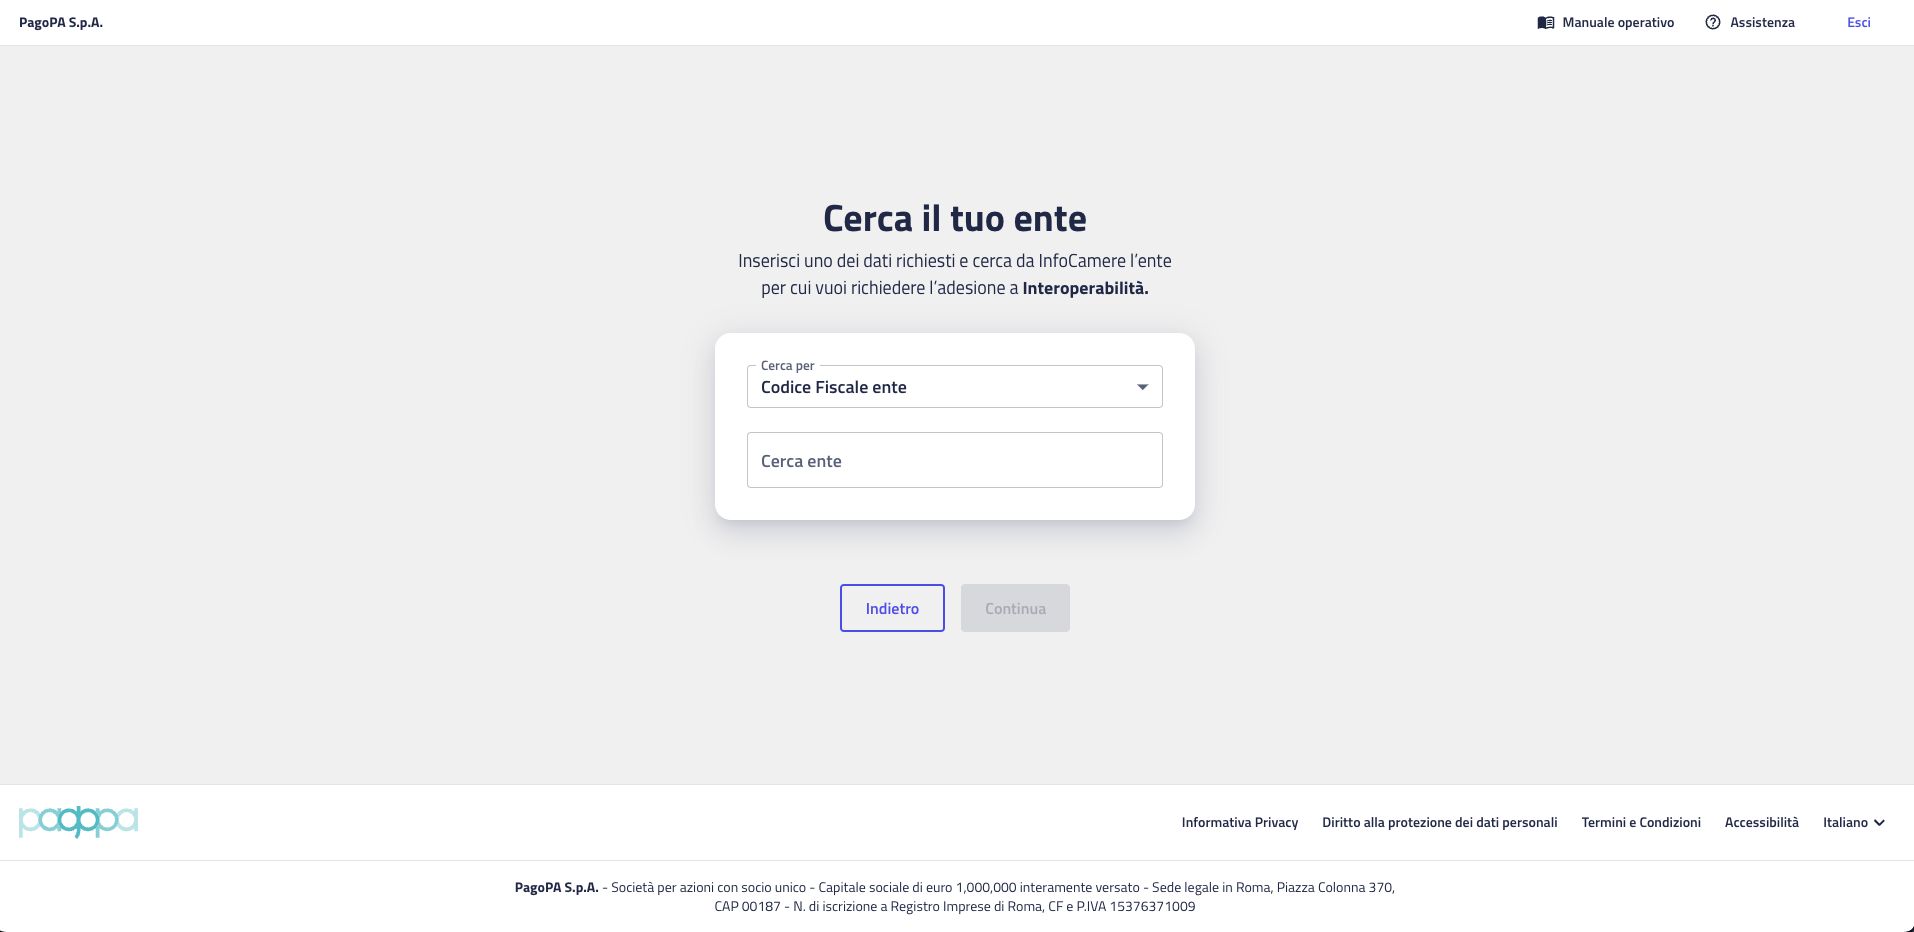 PagoPA S.p.A.
Manuale operativo
Assistenza
Esci
Cerca il tuo ente
Inserisci uno dei dati richiesti e cerca da InfoCamere l’ente
per cui vuoi richiedere l’adesione a Interoperabilità.
Cerca per
Codice Fiscale ente
Cerca ente
Indietro
Continua
pagopa
Informativa Privacy
Diritto alla protezione dei dati personali
Termini e Condizioni
Accessibilità
Italiano
PagoPA S.p.A. - Società per azioni con socio unico - Capitale sociale di euro 1,000,000 interamente versato - Sede legale in Roma, Piazza Colonna 370,
CAP 00187 - N. di iscrizione a Registro Imprese di Roma, CF e P.IVA 15376371009